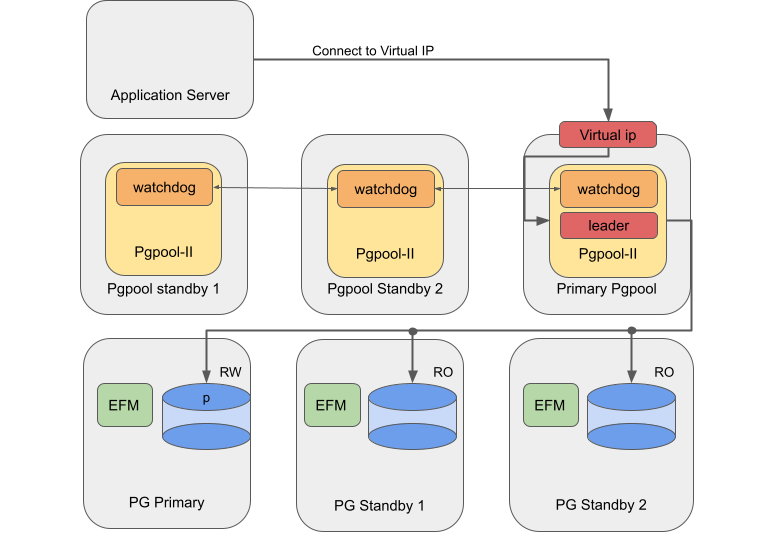 Connect to Virtual IP
Application Server
Virtual ip
watchdog
watchdog
watchdog
leader
Pgpool-II
Pgpool-II
Pgpool-II
Pgpool standby 1
Pgpool Standby 2
Primary Pgpool
RW
RO
RO
p
EFM
EFM
EFM
PG Primary
PG Standby 1
PG Standby 2